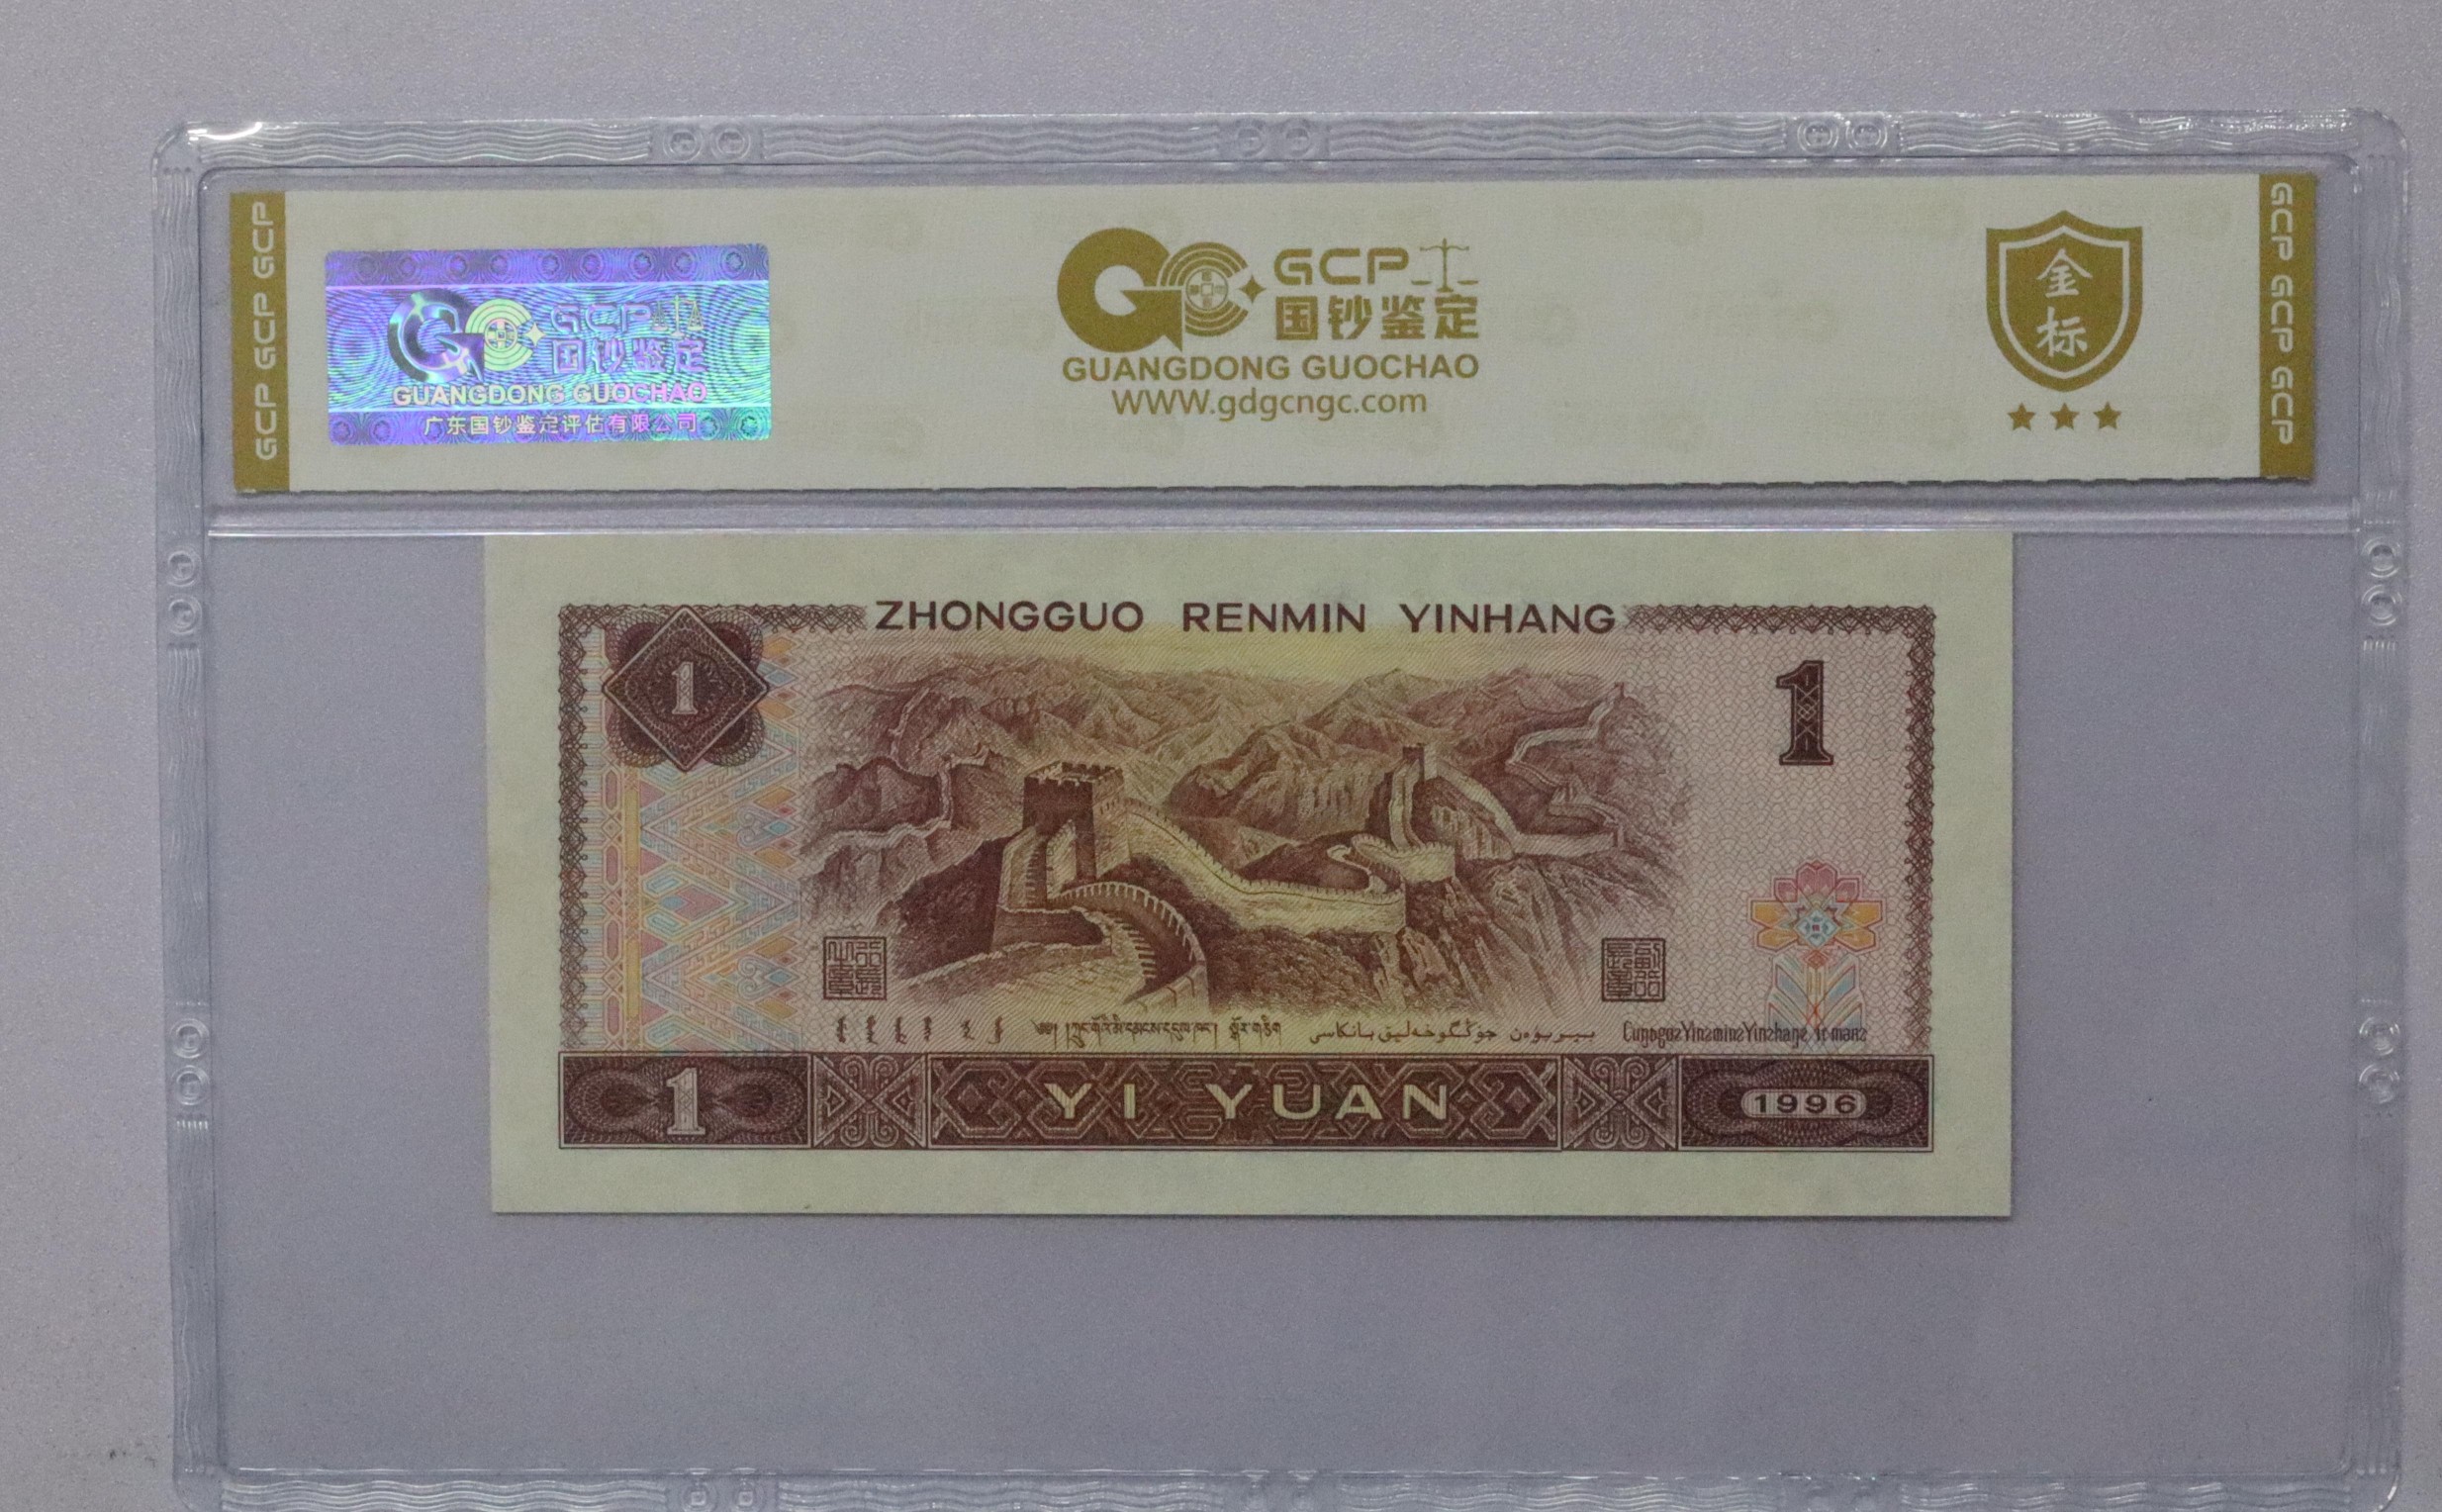 GCP GCP GCP
GCP
国钞鉴定
GUANGDONG GUOCHAO
广东国钞鉴定评估有限公司
GCP
国钞鉴定
GUANGDONG GUOCHAO
www.gdgcngc.com
金
标
GCP GCP GCP
ZHONGGUO RENMIN YINHANG
1
1
1
YI YUAN
1996